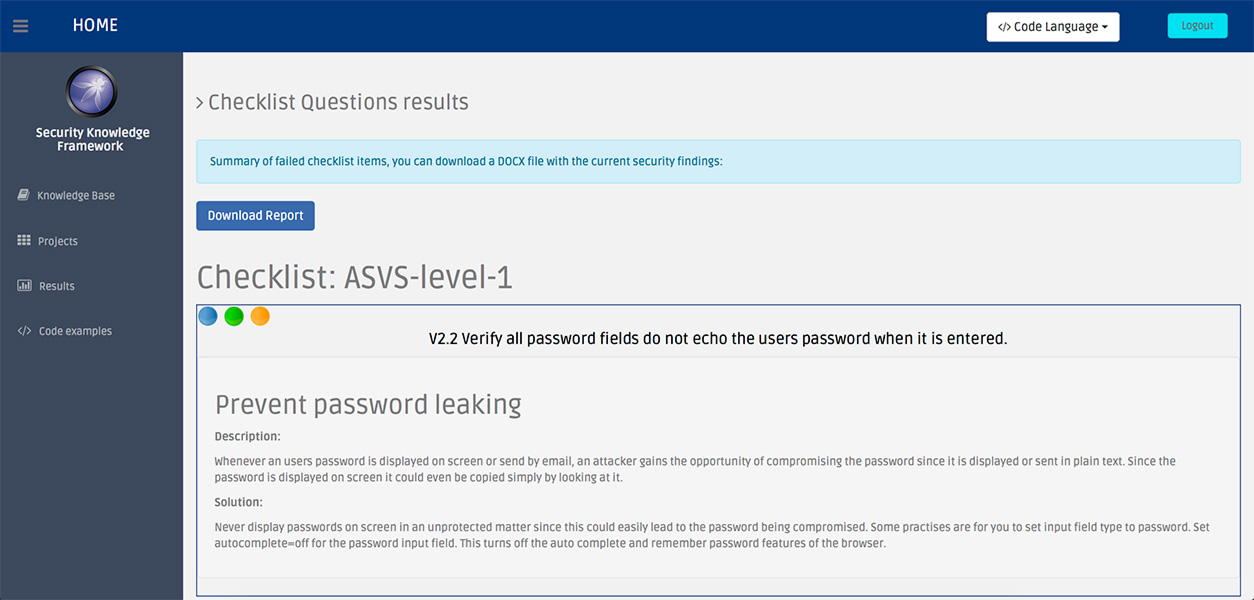 HOME
</> Code Language
Logout
Security Knowledge
Framework
Knowledge Base
Projects
Results
</> Code examples
> Checklist Questions results
Summary of failed checklist items, you can download a DOCX file with the current security findings:
Download Report
Checklist: ASVS-level-1
V2.2 Verify all password fields do not echo the users password when it is entered.
Prevent password leaking
Description:
Whenever an users password is displayed on screen or send by email, an attacker gains the opportunity of compromising the password since it is displayed or sent in plain text. Since the
password is displayed on screen it could even be copied simply by looking at it.
Solution:
Never display passwords on screen in an unprotected matter since this could easily lead to the password being compromised. Some practises are for you to set input field type to password. Set
autocomplete=off for the password input field. This turns off the auto complete and remember password features of the browser.